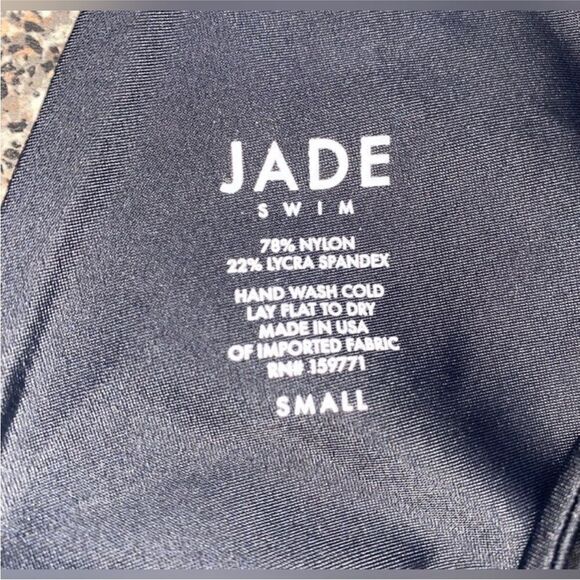 JADE
SWIM
78% NYLON
22% LYCRA SPANDEX
HAND WASH COLD
LAY FLAT TO DRY
MADE IN USA
OF IMPORTED FABRIC
RN# 159771
SMALL